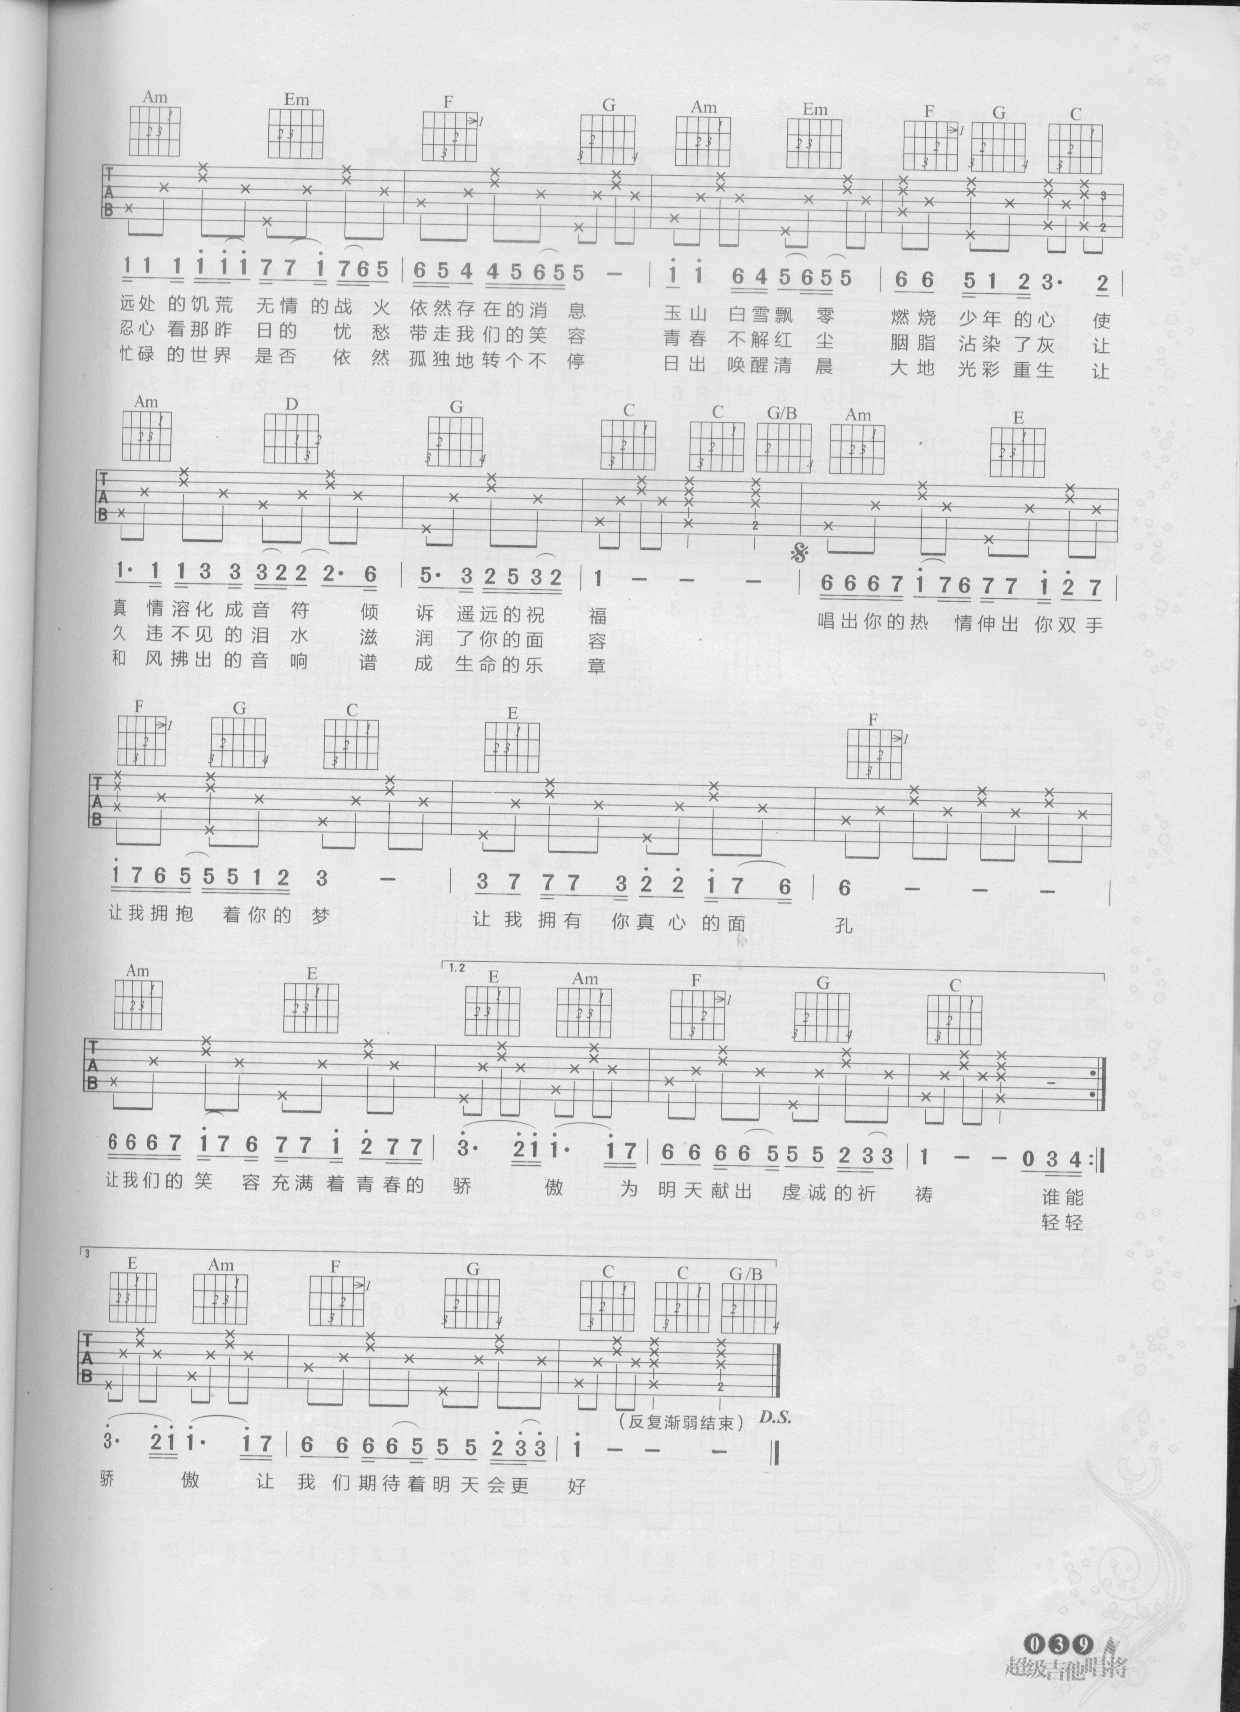 Am Em F G Am Em F G C
T A B 3 2
1 1 1 1 1 1 7 7 1 7 6 5 | 6 5 4 4 5 6 5 5 － | 1 1 6 4 5 6 5 5 | 6 6 5 1 2 3· 2 |
远处的饥荒 无情的战火 依然存在的消息 玉山白雪飘零 燃烧少年的心 使
忍心看那昨日的忧愁 带走我们的笑容 青春不解红尘 胭脂沾染了灰 让
忙碌的世界是否依然 孤独地转个不停 日出唤醒清晨 大地光彩重生 让
Am D G C C G/B Am E
T A B 2
1· 1 1 3 3 3 2 2 2· 6 | 5· 3 2 5 3 2 | 1 － － － | 6 6 6 7 1 7 6 7 7 1 2 7 |
真情溶化成音符 倾诉遥远的祝福 唱出你的热情伸出你双手
久违不见的泪水 滋润了你的面容
和风拂出的音响 谱成生命的乐章
F G C E F
T A B
1 7 6 5 5 5 1 2 3 － | 3 7 7 7 3 2 2 1 7 6 | 6 － － － |
让我拥抱着你的梦 让我拥有你真心的面孔
Am E 1.2 E Am F G C
T A B －
6 6 6 7 1 7 6 7 7 1 2 7 7 | 3· 2 1 1· 1 7 | 6 6 6 6 5 5 5 2 3 3 | 1 － － 0 3 4 :||
让我们的笑容充满着青春的骄傲 为明天献出虔诚的祈祷 谁能
轻轻
3 E Am F G C C G/B
T A B 2
（反复渐弱结束） D.S.
3· 2 1 1· 1 7 | 6 6 6 6 5 5 5 2 3 3 | 1 － － － ||
骄傲 让我们期待着明天会更好
039
超级吉他唱将